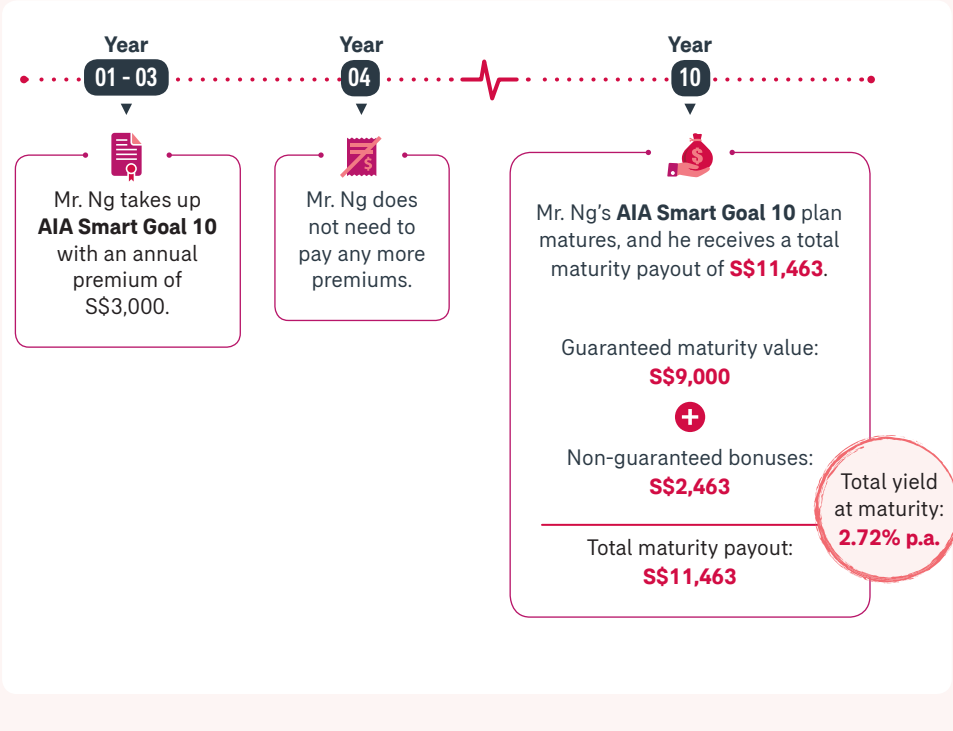 Year
01 - 03
Mr. Ng takes up
AIA Smart Goal 10
with an annual
premium of
S$3,000.
Year
04
$
Mr. Ng does
not need to
pay any more
premiums.
Year
10
$
Mr. Ng’s AIA Smart Goal 10 plan
matures, and he receives a total
maturity payout of S$11,463.
Guaranteed maturity value:
S$9,000
+
Non-guaranteed bonuses:
S$2,463
Total maturity payout:
S$11,463
Total yield
at maturity:
2.72% p.a.